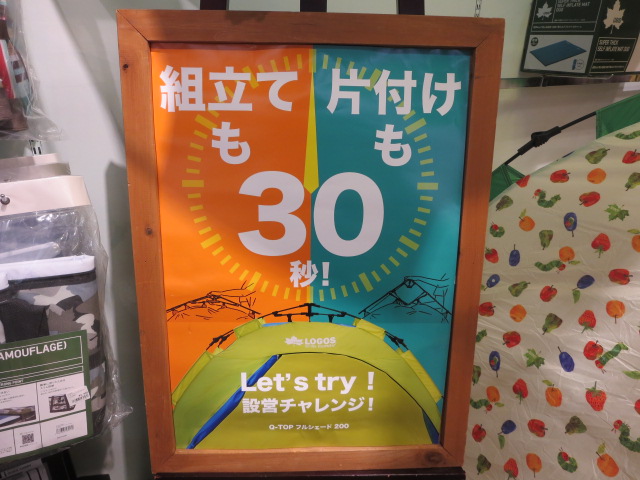 組立て 片付け
も も
30
秒!
LOGOS
Let's try!
設営チャレンジ!
Q-TOP フルシェード 200
AMOUFLAGE)